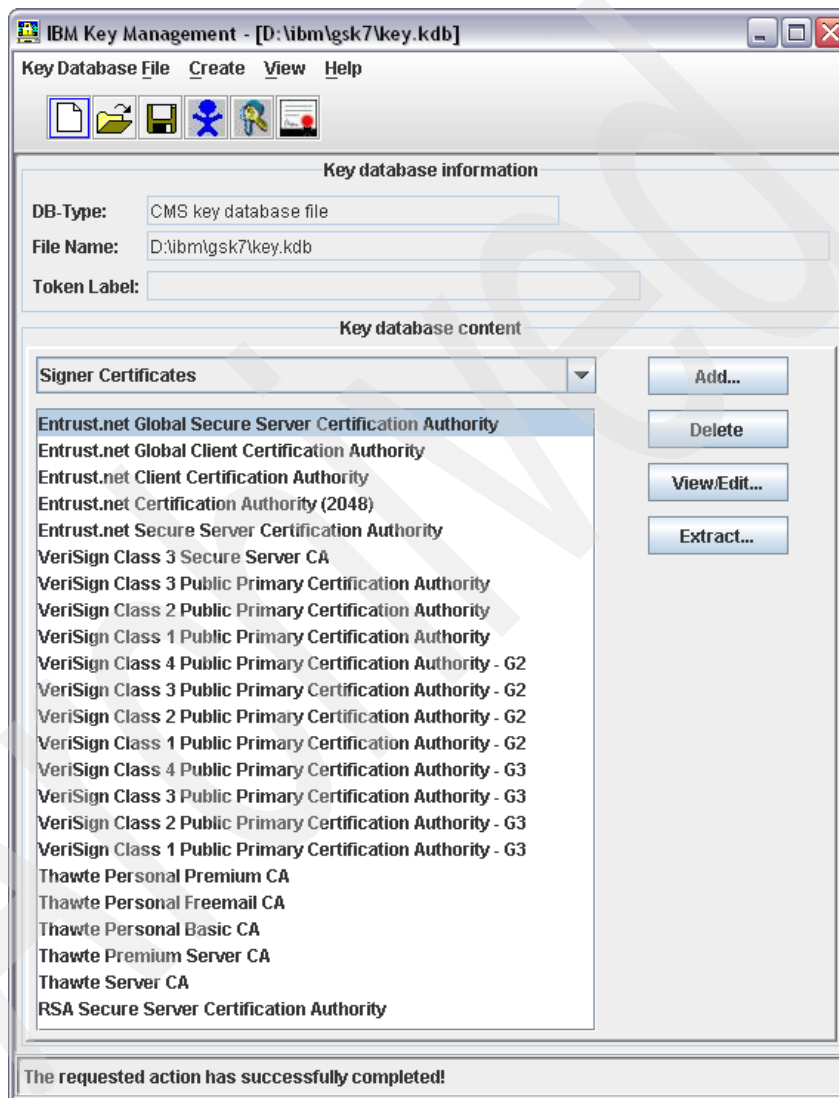 IBM Key Management - [D:\ibm\gsk7\key.kdb]
Key Database File Create View Help
Key database information
DB-Type: CMS key database file
File Name: D:\ibm\gsk7\key.kdb
Token Label:
Key database content
Signer Certificates
Add...
Entrust.net Global Secure Server Certification Authority
Delete
Entrust.net Global Client Certification Authority
Entrust.net Client Certification Authority
View/Edit...
Entrust.net Certification Authority (2048)
Entrust.net Secure Server Certification Authority
Extract...
VeriSign Class 3 Secure Server CA
VeriSign Class 3 Public Primary Certification Authority
VeriSign Class 2 Public Primary Certification Authority
VeriSign Class 1 Public Primary Certification Authority
VeriSign Class 4 Public Primary Certification Authority - G2
VeriSign Class 3 Public Primary Certification Authority - G2
VeriSign Class 2 Public Primary Certification Authority - G2
VeriSign Class 1 Public Primary Certification Authority - G2
VeriSign Class 4 Public Primary Certification Authority - G3
VeriSign Class 3 Public Primary Certification Authority - G3
VeriSign Class 2 Public Primary Certification Authority - G3
VeriSign Class 1 Public Primary Certification Authority - G3
Thawte Personal Premium CA
Thawte Personal Freemail CA
Thawte Personal Basic CA
Thawte Premium Server CA
Thawte Server CA
RSA Secure Server Certification Authority
The requested action has successfully completed!
Archived